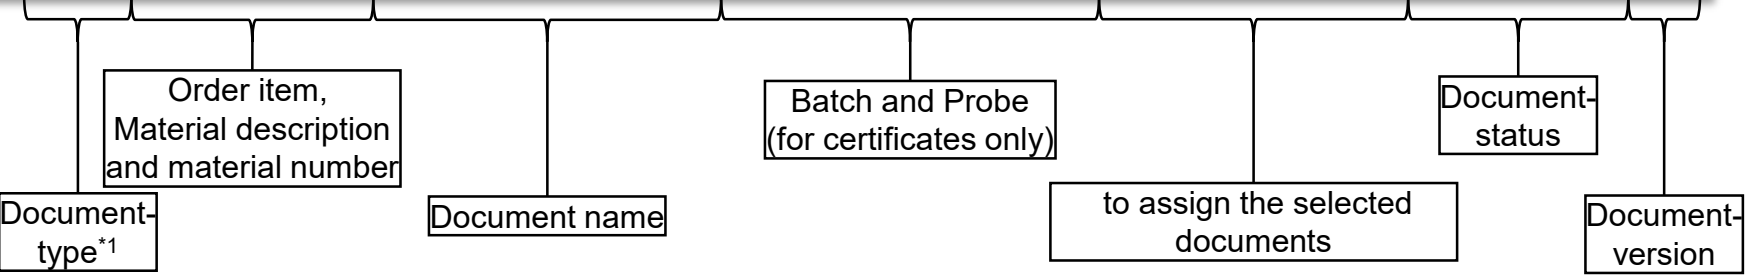 Order item,
Material description
and material number
Batch and Probe
(for certificates only)
Document-
status
Document-
type*1
Document name
to assign the selected
documents
Document-
version